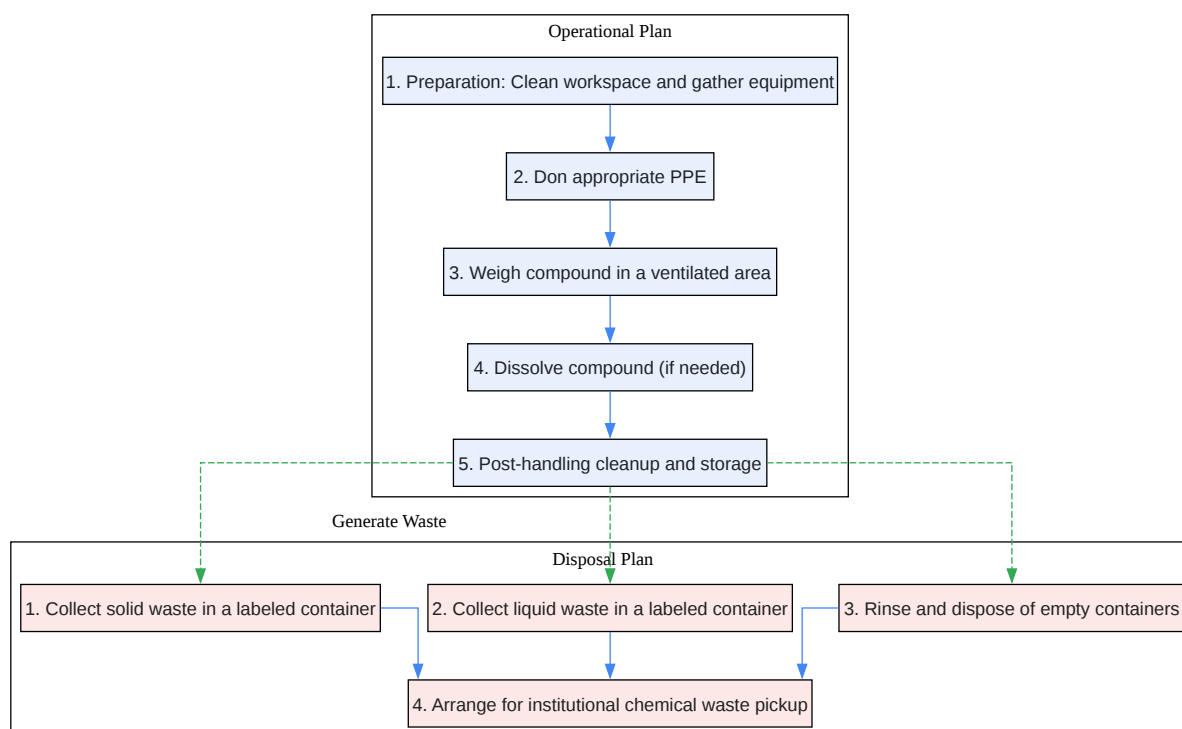 Operational Plan
1. Preparation: Clean workspace and gather equipment
2. Don appropriate PPE
3. Weigh compound in a ventilated area
4. Dissolve compound (if needed)
5. Post-handling cleanup and storage
Generate Waste
Disposal Plan
1. Collect solid waste in a labeled container
2. Collect liquid waste in a labeled container
3. Rinse and dispose of empty containers
4. Arrange for institutional chemical waste pickup